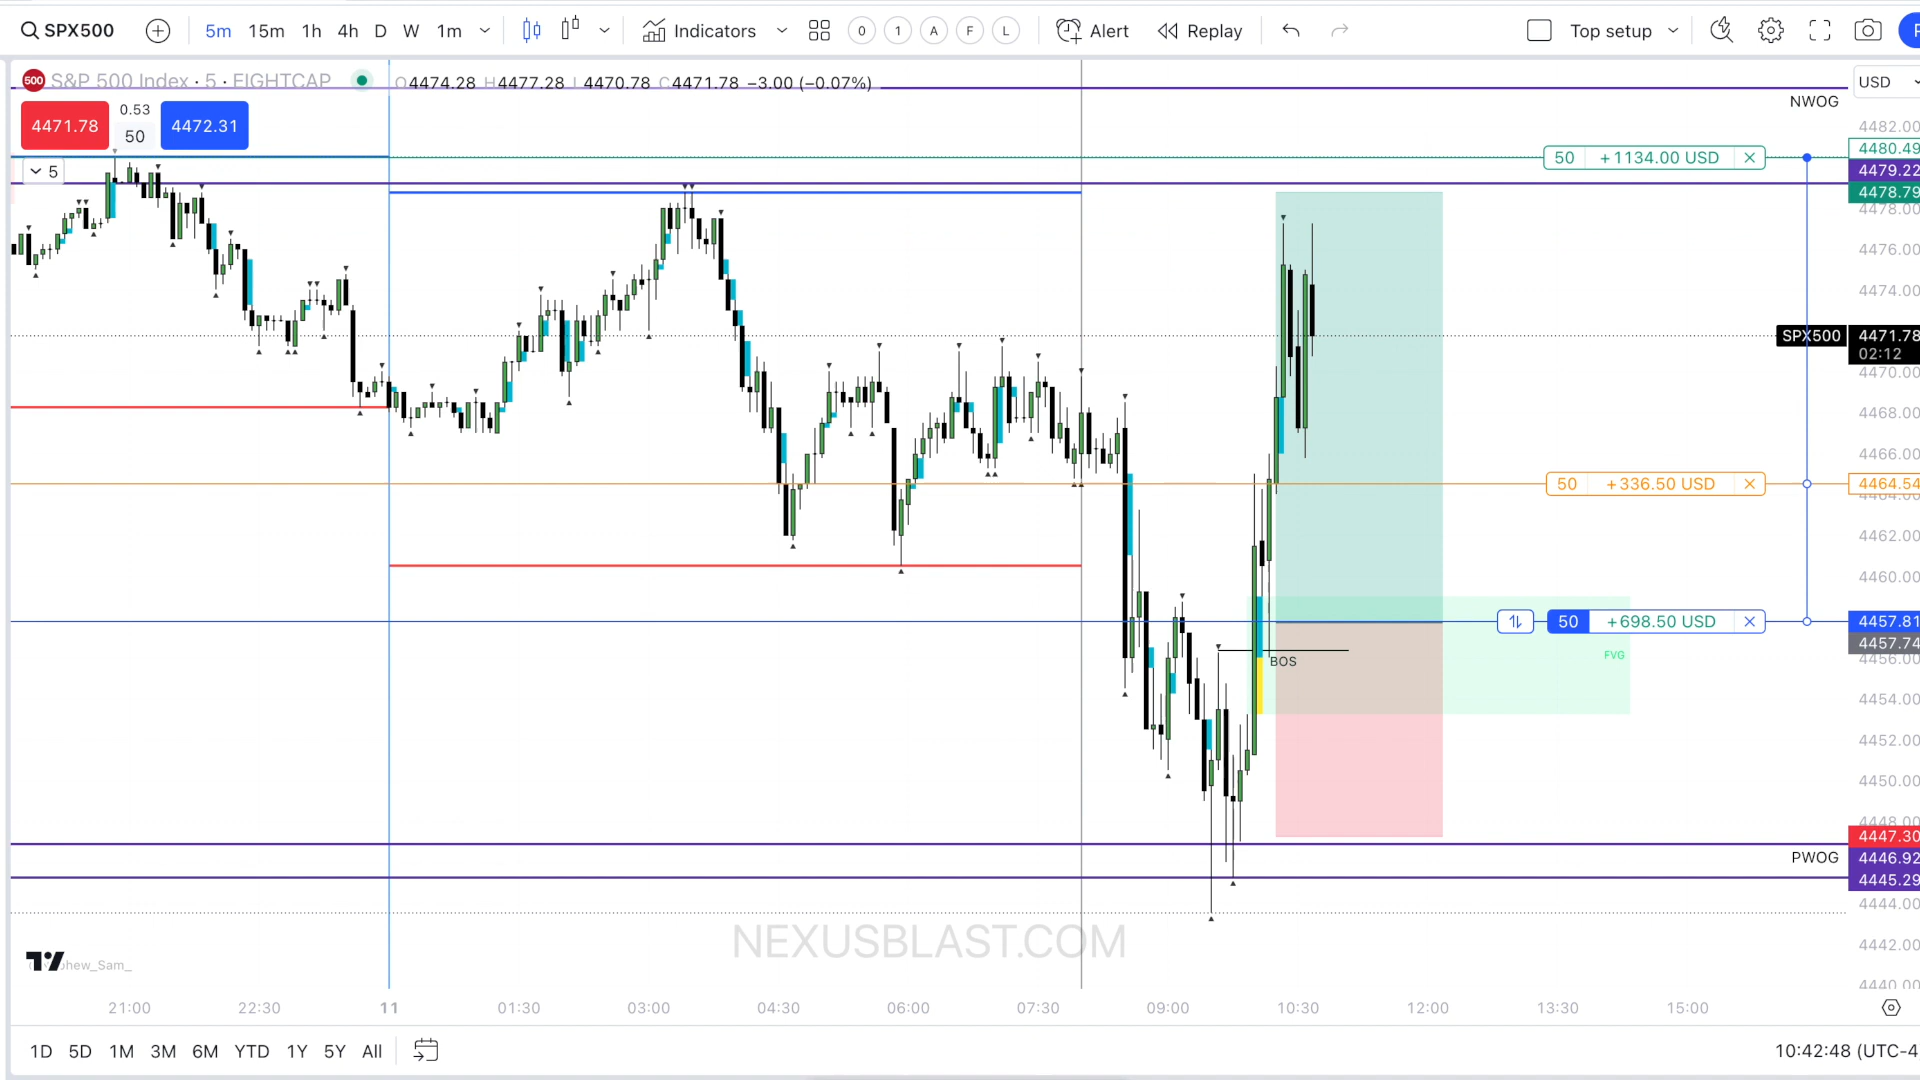 SPX500 5m 15m 1h 4h D W 1m Indicators 0 1 A F L Alert Replay Top setup
S&P 500 Index · 5 · EIGHTCAP O4474.28 H4477.28 L4470.78 C4471.78 −3.00 (−0.07%) USD
NWOG
4471.78 0.53 50 4472.31
4482.00
4480.49
50 +1134.00 USD
5
4479.22
4478.79
4478.00
4476.00
4474.00
SPX500 4471.78
02:12
4470.00
4468.00
4466.00
50 +336.50 USD 4464.54
4464.00
4462.00
4460.00
50 +698.50 USD 4457.81
4457.74
BOS FVG 4456.00
4454.00
4452.00
4450.00
4448.00
4447.30
PWOG 4446.92
4445.29
4444.00
NEXUSBLAST.COM
4442.00
hew_Sam_
4440.00
21:00 22:30 11 01:30 03:00 04:30 06:00 07:30 09:00 10:30 12:00 13:30 15:00
1D 5D 1M 3M 6M YTD 1Y 5Y All 10:42:48 (UTC-4